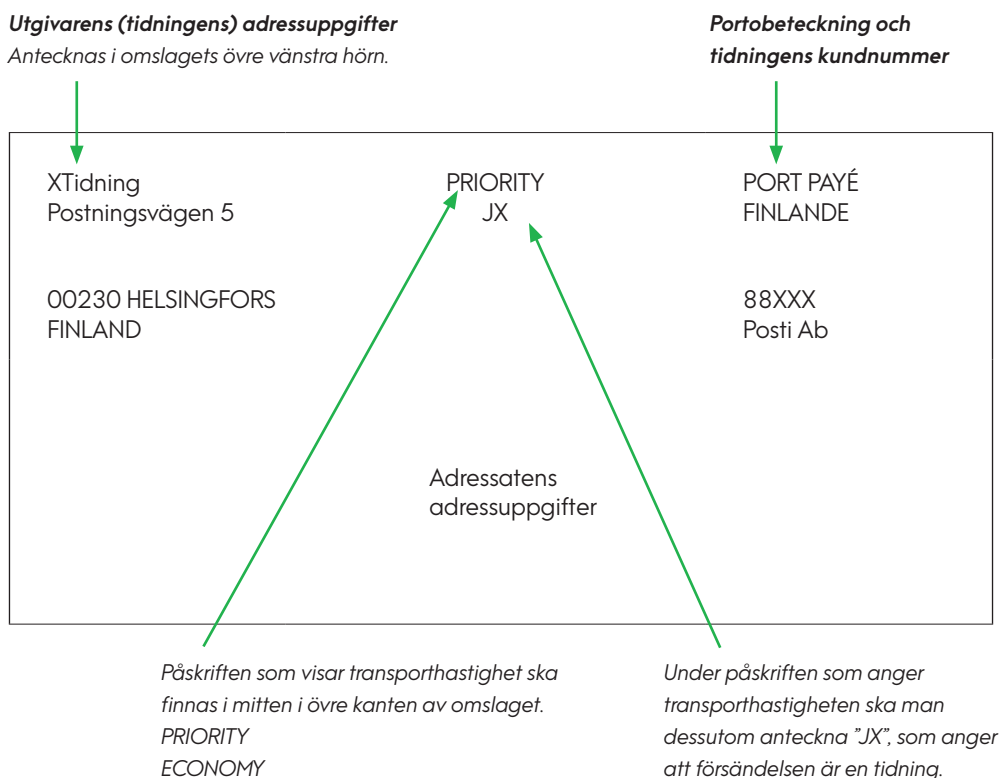 Utgivarens (tidningens) adressuppgifter
Antecknas i omslagets övre vänstra hörn.
Portobeteckning och
tidningens kundnummer
XTidning
Postningsvägen 5
00230 HELSINGFORS
FINLAND
PRIORITY
JX
PORT PAYÉ
FINLANDE
88XXX
Posti Ab
Adressatens
adressuppgifter
Påskriften som visar transporthastighet ska
finnas i mitten i övre kanten av omslaget.
PRIORITY
ECONOMY
Under påskriften som anger
transporthastigheten ska man
dessutom anteckna ”JX”, som anger
att försändelsen är en tidning.